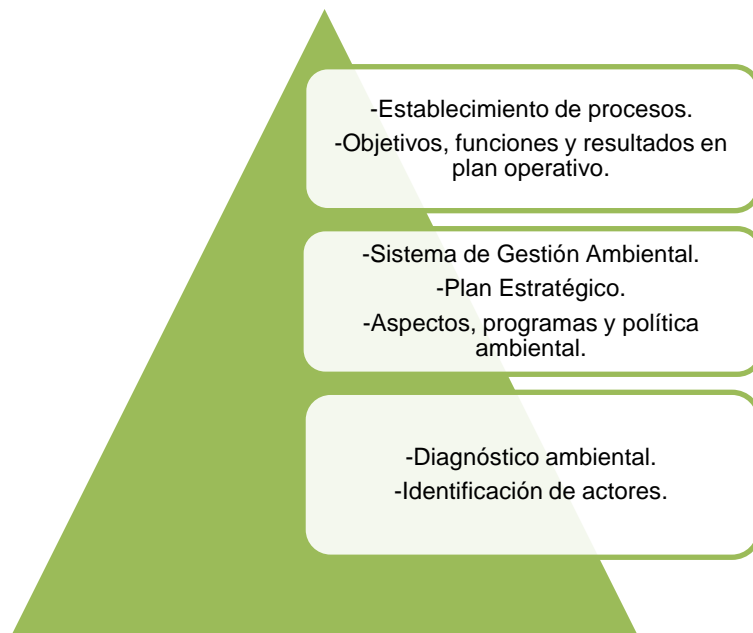 -Establecimiento de procesos.
-Objetivos, funciones y resultados en
plan operativo.
-Sistema de Gestión Ambiental.
-Plan Estratégico.
-Aspectos, programas y política
ambiental.
-Diagnóstico ambiental.
-Identificación de actores.